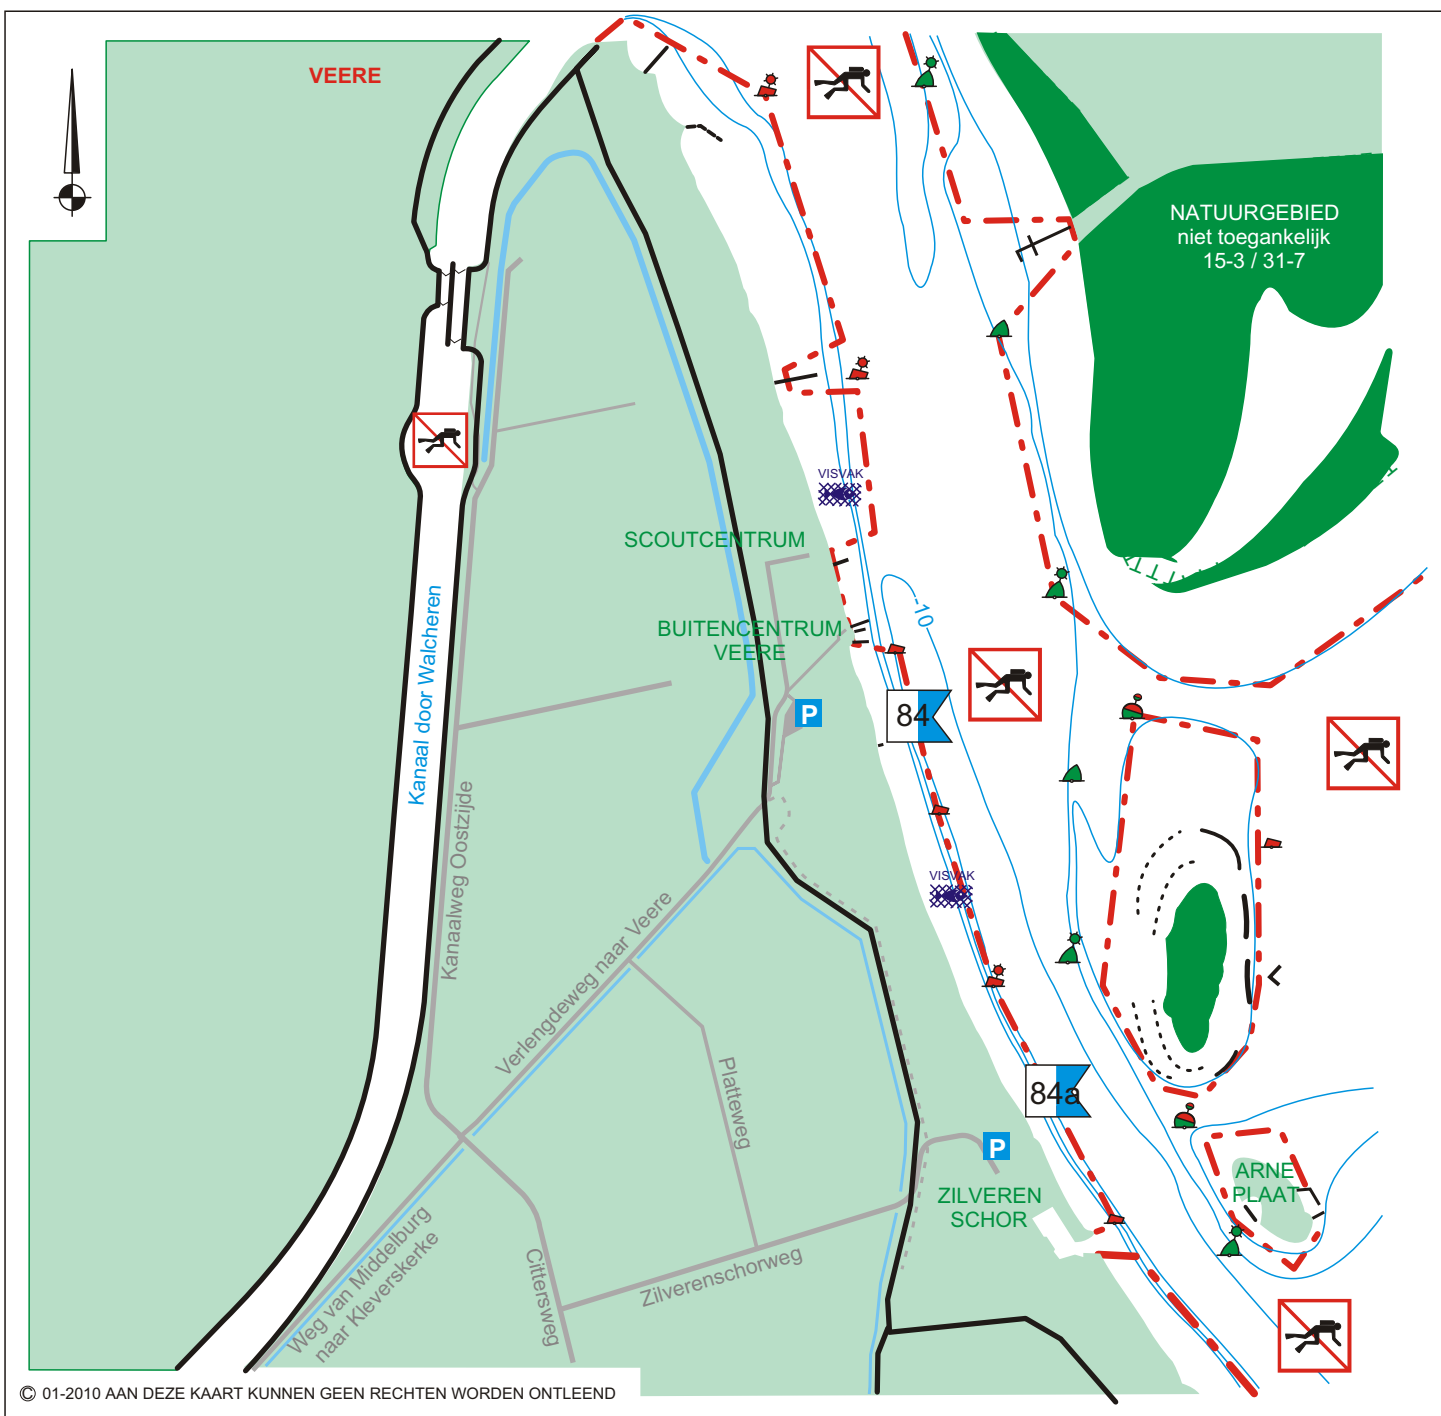 VEERE
NATUURGEBIED
niet toegankelijk
15-3 / 31-7
VISVAK
SCOUTCENTRUM
-10
BUITENCENTRUM
VEERE
84
P
Kanaal door Walcheren
Kanaalweg Oostzijde
VISVAK
Verlengdeweg naar Veere
Platteweg
84a
P
ZILVEREN
SCHOR
ARNE
PLAAT
Weg van Middelburg
naar Kleverskerke
Cittersweg
Zilverenschorweg
© 01-2010 AAN DEZE KAART KUNNEN GEEN RECHTEN WORDEN ONTLEEND